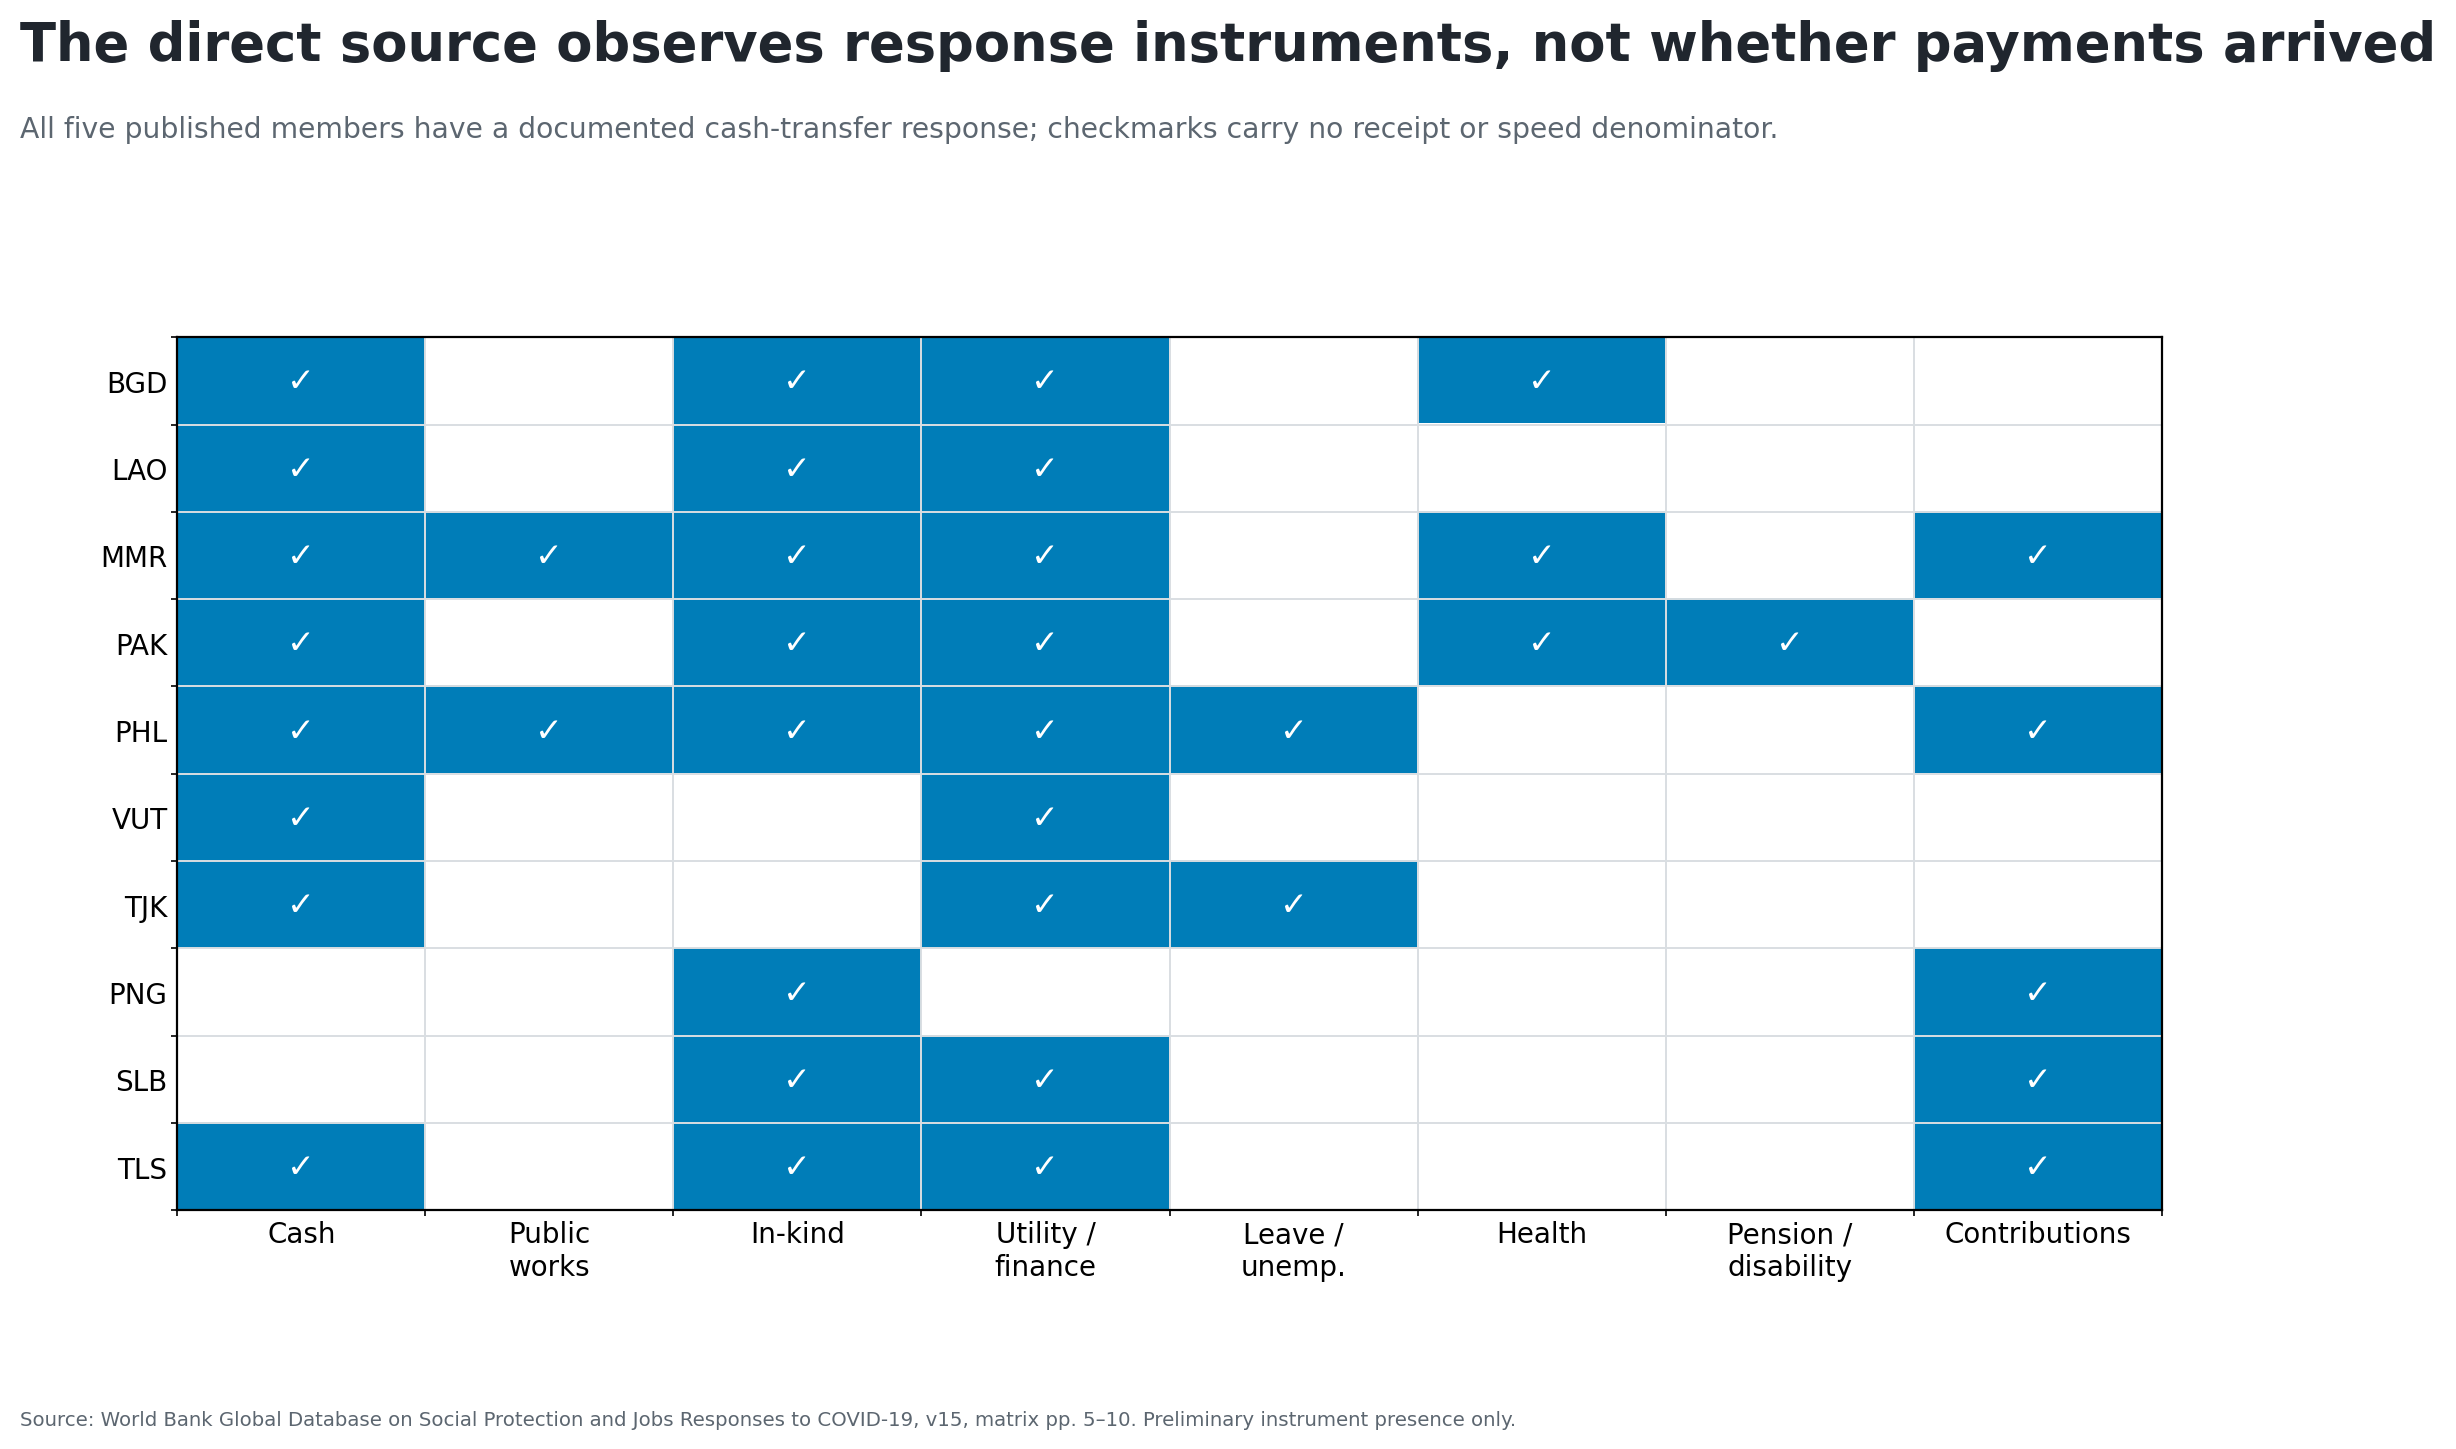 The direct source observes response instruments, not whether payments arrived
All five published members have a documented cash-transfer response; checkmarks carry no receipt or speed denominator.
BGD ✓ ✓ ✓ ✓
LAO ✓ ✓ ✓
MMR ✓ ✓ ✓ ✓ ✓ ✓
PAK ✓ ✓ ✓ ✓ ✓
PHL ✓ ✓ ✓ ✓ ✓ ✓
VUT ✓ ✓
TJK ✓ ✓ ✓
PNG ✓ ✓
SLB ✓ ✓ ✓
TLS ✓ ✓ ✓ ✓
Cash
Public
works
In-kind
Utility /
finance
Leave /
unemp.
Health
Pension /
disability
Contributions
Source: World Bank Global Database on Social Protection and Jobs Responses to COVID-19, v15, matrix pp. 5–10. Preliminary instrument presence only.